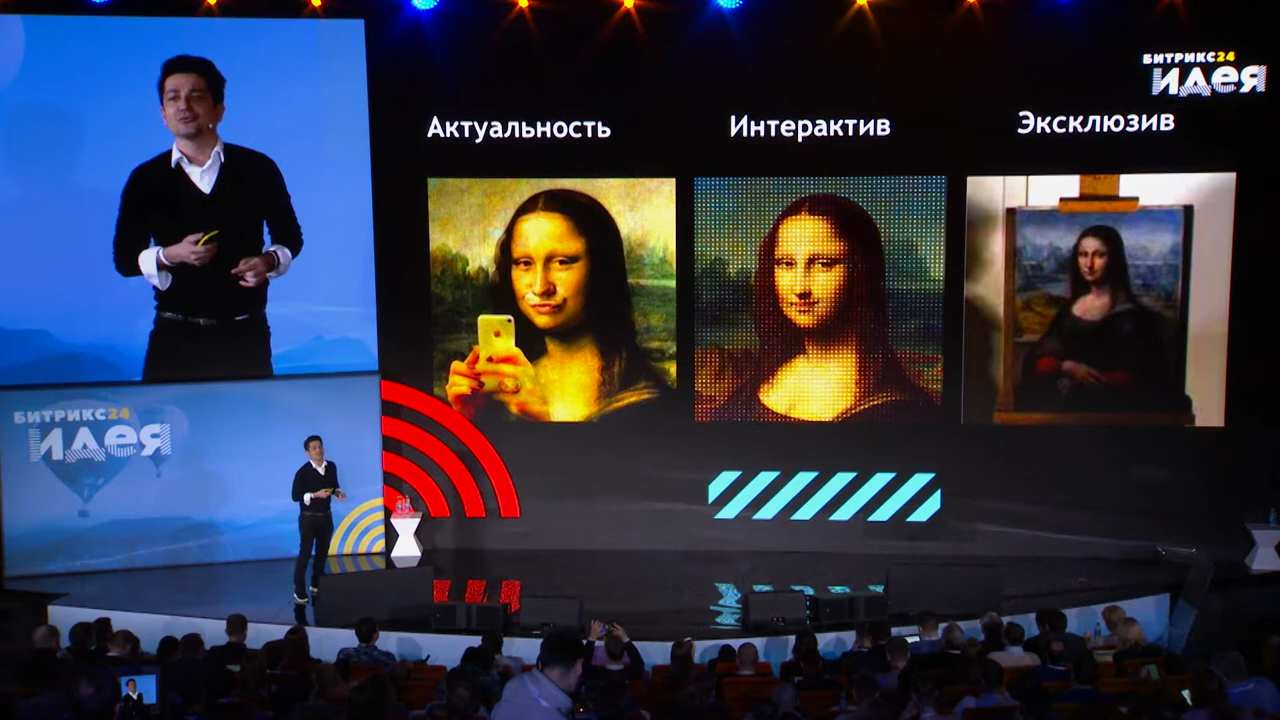 БИТРИКС24
идея
Актуальность
Интерактив
Эксклюзив
БИТРИКС24
идея